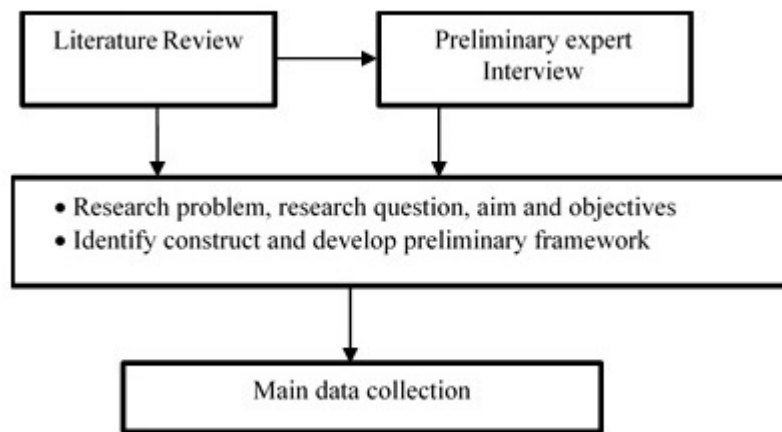 Literature Review
Preliminary expert
Interview
• Research problem, research question, aim and objectives
• Identify construct and develop preliminary framework
Main data collection